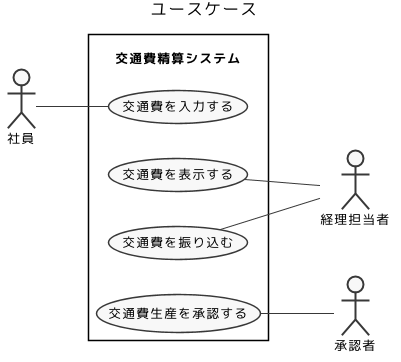 ユースケース
交通費精算システム
交通費を入力する
社員
交通費を表示する
経理担当者
交通費を振り込む
交通費生産を承認する
承認者